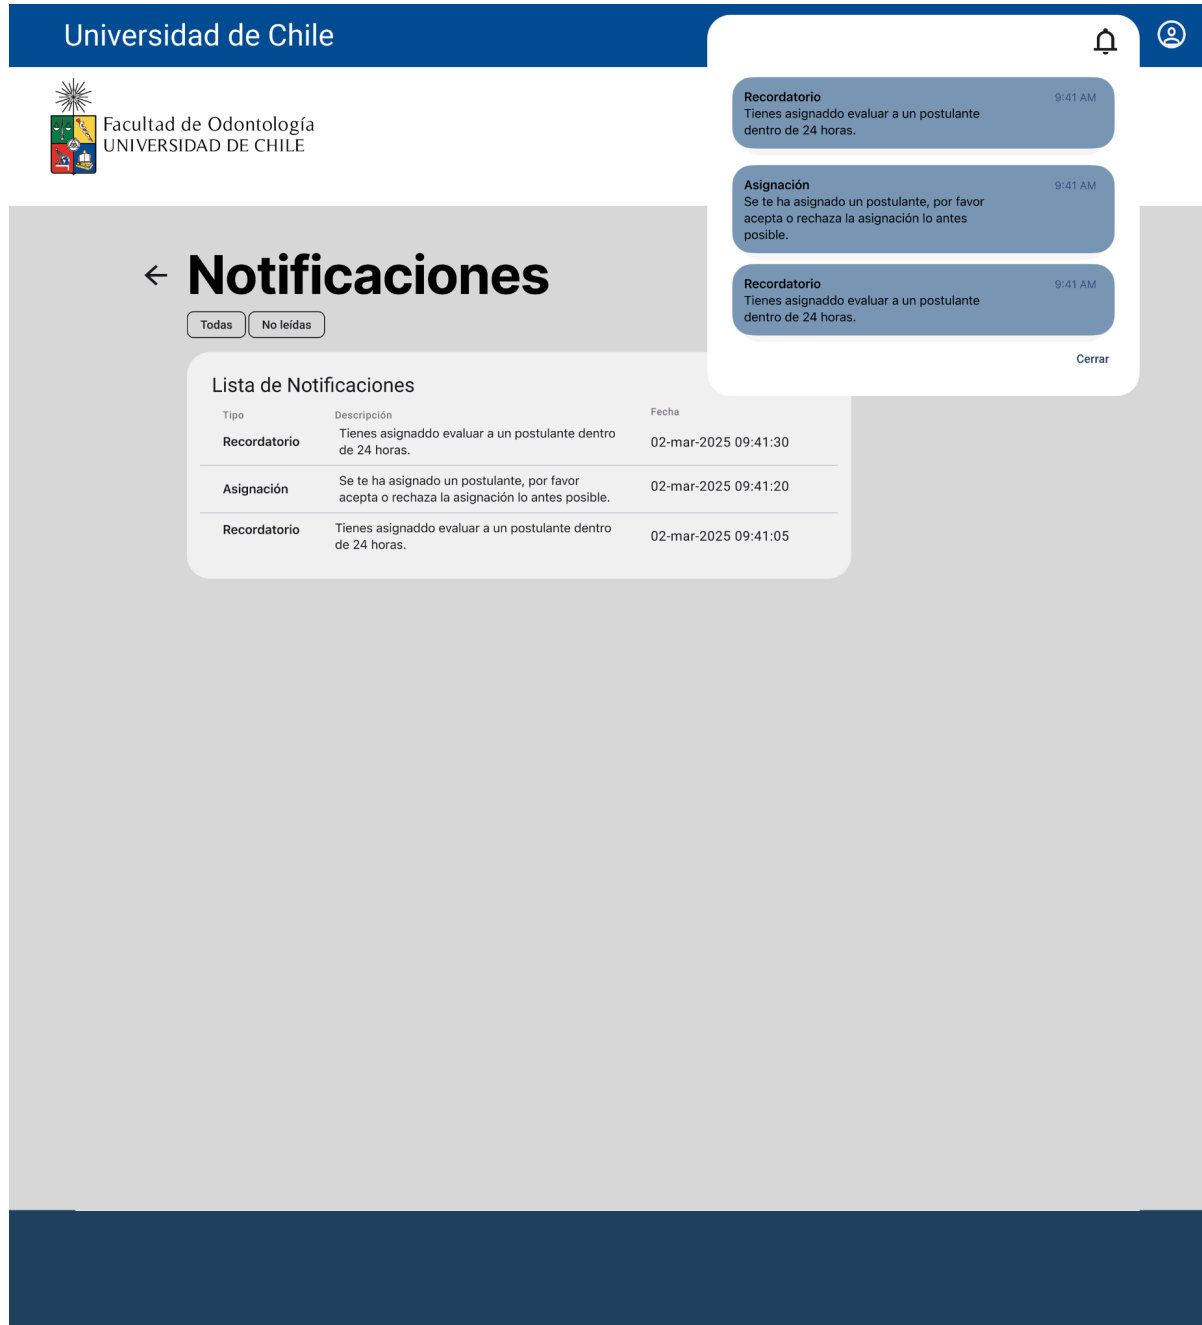 Universidad de Chile
Facultad de Odontología
UNIVERSIDAD DE CHILE
Recordatorio 9:41 AM
Tienes asignaddo evaluar a un postulante
dentro de 24 horas.
Asignación 9:41 AM
Se te ha asignado un postulante, por favor
acepta o rechaza la asignación lo antes
posible.
Recordatorio 9:41 AM
Tienes asignaddo evaluar a un postulante
dentro de 24 horas.
Cerrar
Notificaciones
Todas No leídas
Lista de Notificaciones
Tipo Descripción Fecha
Recordatorio Tienes asignaddo evaluar a un postulante dentro
de 24 horas. 02-mar-2025 09:41:30
Asignación Se te ha asignado un postulante, por favor
acepta o rechaza la asignación lo antes posible. 02-mar-2025 09:41:20
Recordatorio Tienes asignaddo evaluar a un postulante dentro
de 24 horas. 02-mar-2025 09:41:05